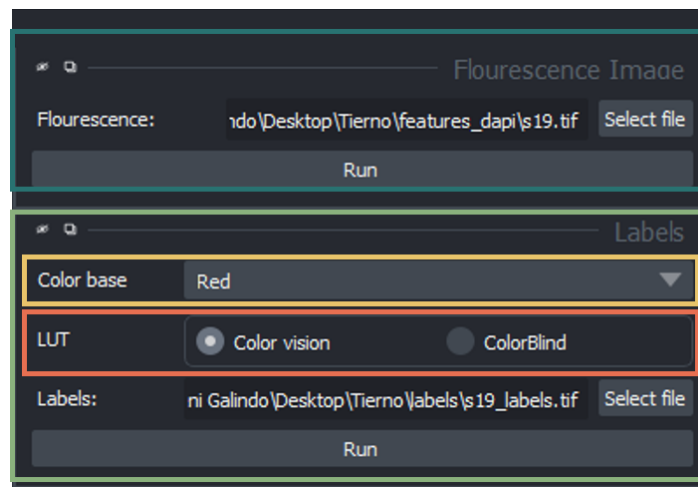 Flourescence Image
Flourescence: ndo\Desktop\Tierno\features_dapi\s19.tif Select file
Run
Labels
Color base Red
LUT Color vision ColorBlind
Labels: ni Galindo\Desktop\Tierno\labels\s19_labels.tif Select file
Run